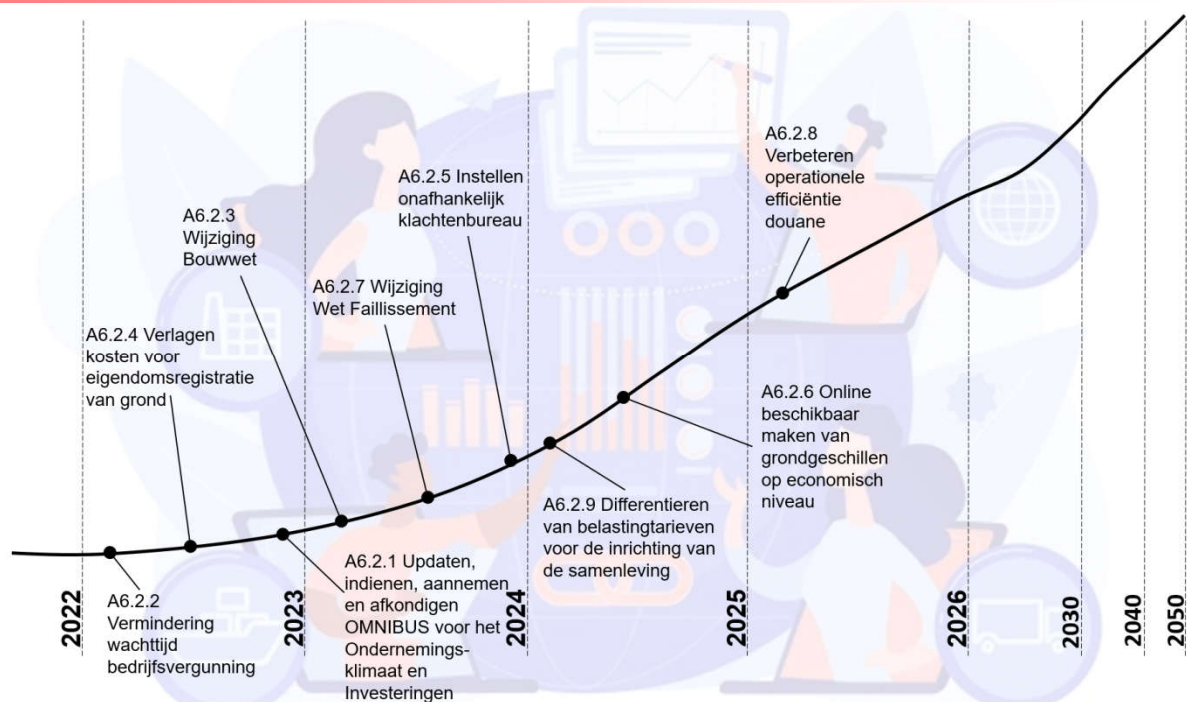 A6.2.8
Verbeteren
operationele
efficiëntie
douane
A6.2.5 Instellen
onafhankelijk
klachtenbureau
A6.2.3
Wijziging
Bouwwet
A6.2.7 Wijziging
Wet Faillissement
A6.2.4 Verlagen
kosten voor
eigendomsregistratie
van grond
A6.2.6 Online
beschikbaar
maken van
grondgeschillen
op economisch
niveau
A6.2.9 Differentieren
van belastingtarieven
voor de inrichting van
de samenleving
A6.2.1 Updaten,
indienen, aannemen
en afkondigen
OMNIBUS voor het
Ondernemings-
klimaat en
Investeringen
A6.2.2
Vermindering
wachttijd
bedrijfsvergunning
2022
2023
2024
2025
2026
2030
2040
2050